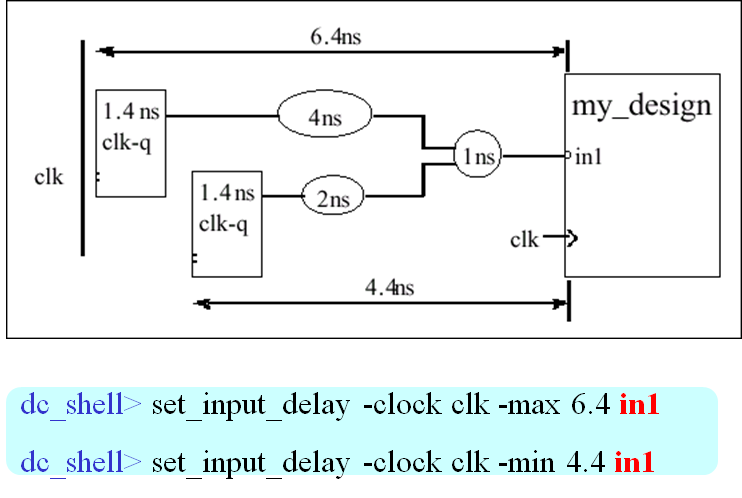 6.4ns
1.4 ns
clk-q
4ns
my_design
1ns
in1
clk
1.4 ns
clk-q
2ns
clk
4.4ns
dc_shell> set_input_delay -clock clk -max 6.4 in1
dc_shell> set_input_delay -clock clk -min 4.4 in1